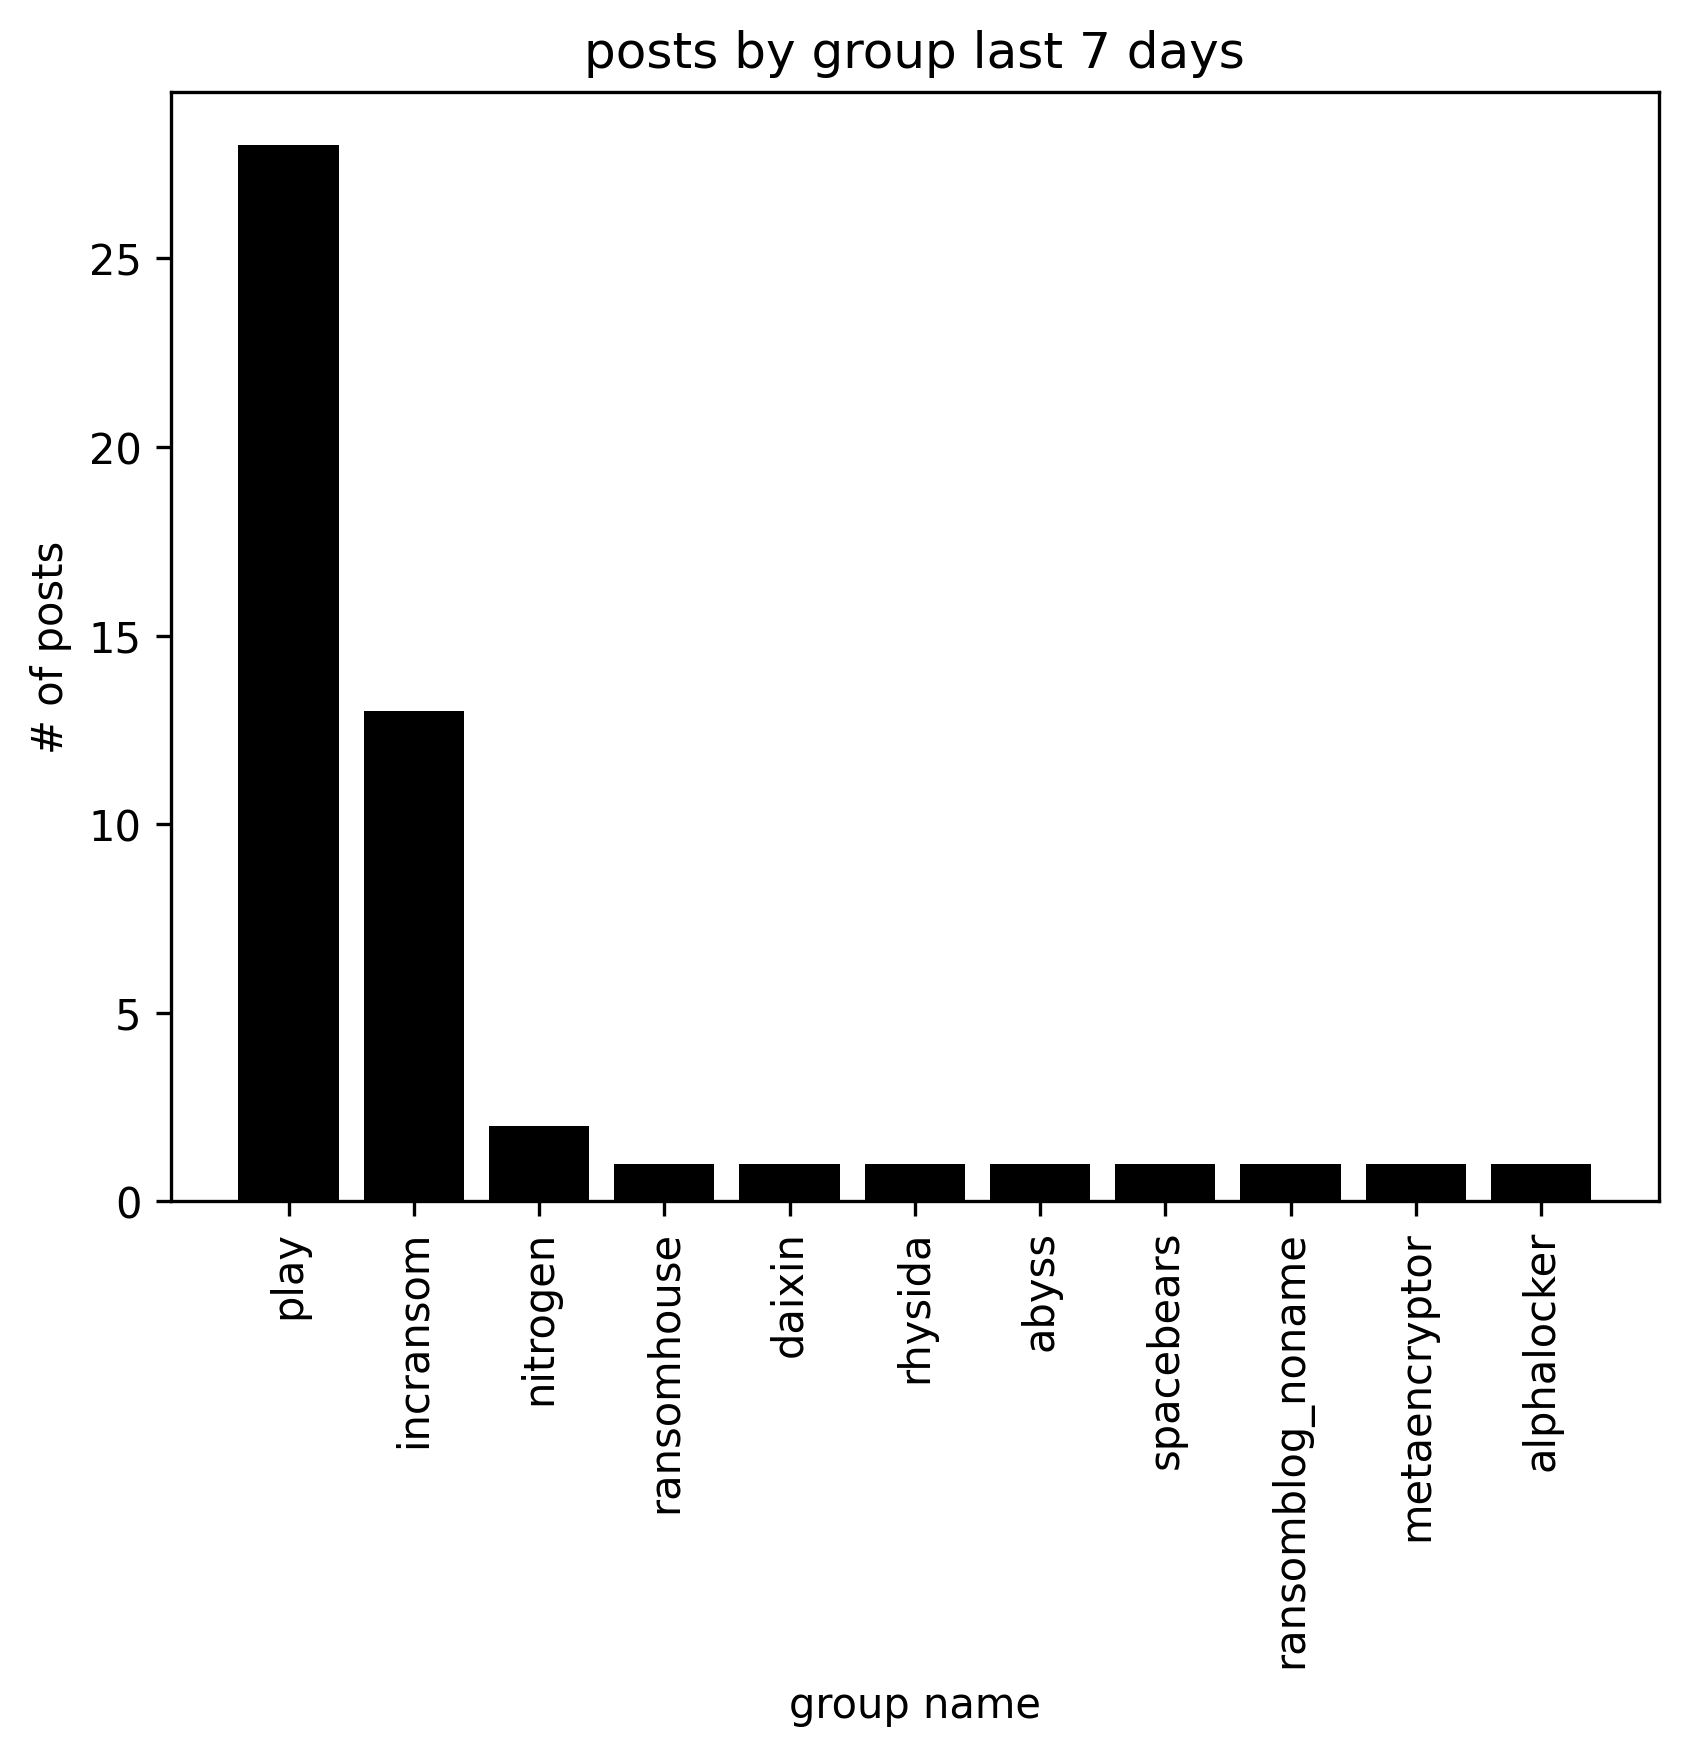 posts by group last 7 days
# of posts
25
20
15
10
5
0
play
incransom
nitrogen
ransomhouse
daixin
rhysida
abyss
spacebears
ransomblog_noname
metaencryptor
alphalocker
group name